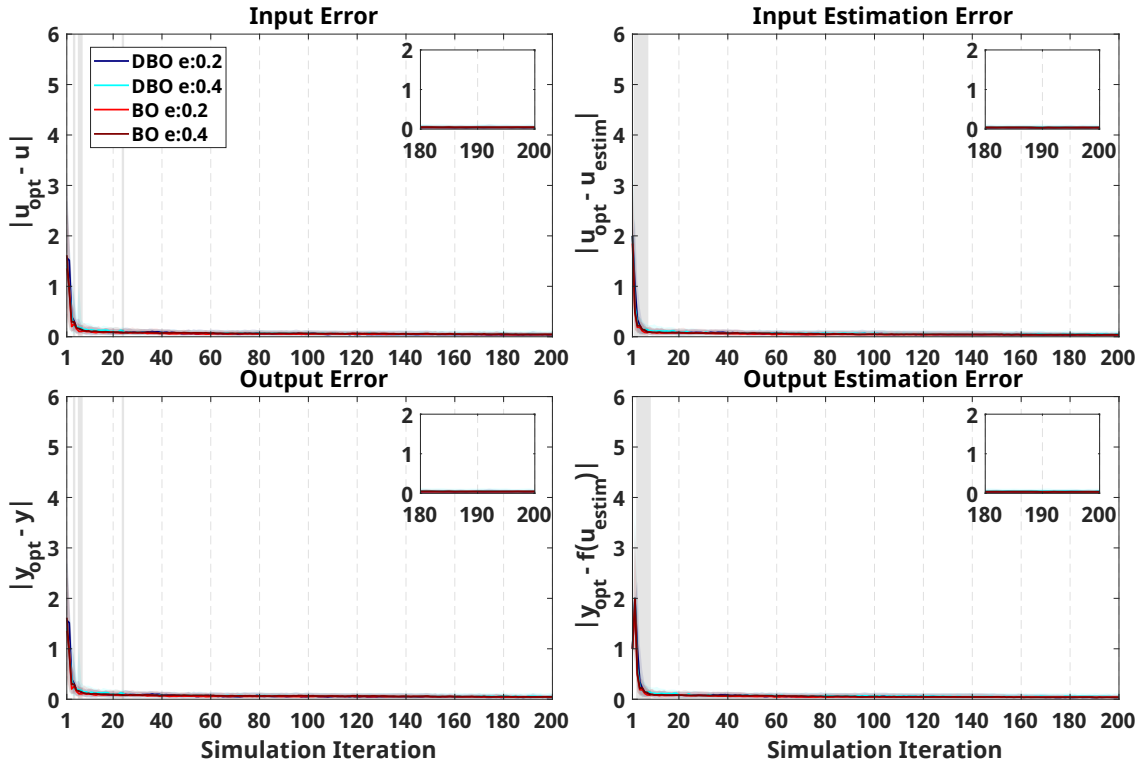 Input Error
|u_opt - u|
6
5
4
3
2
1
0
DBO e:0.2
DBO e:0.4
BO e:0.2
BO e:0.4
2
1
0
180 190 200
1 20 40 60 80 100 120 140 160 180 200
Input Estimation Error
|u_opt - u_estim|
6
5
4
3
2
1
0
2
1
0
180 190 200
1 20 40 60 80 100 120 140 160 180 200
Output Error
|y_opt - y|
6
5
4
3
2
1
0
2
1
0
180 190 200
1 20 40 60 80 100 120 140 160 180 200
Simulation Iteration
Output Estimation Error
|y_opt - f(u_estim)|
6
5
4
3
2
1
0
2
1
0
180 190 200
1 20 40 60 80 100 120 140 160 180 200
Simulation Iteration